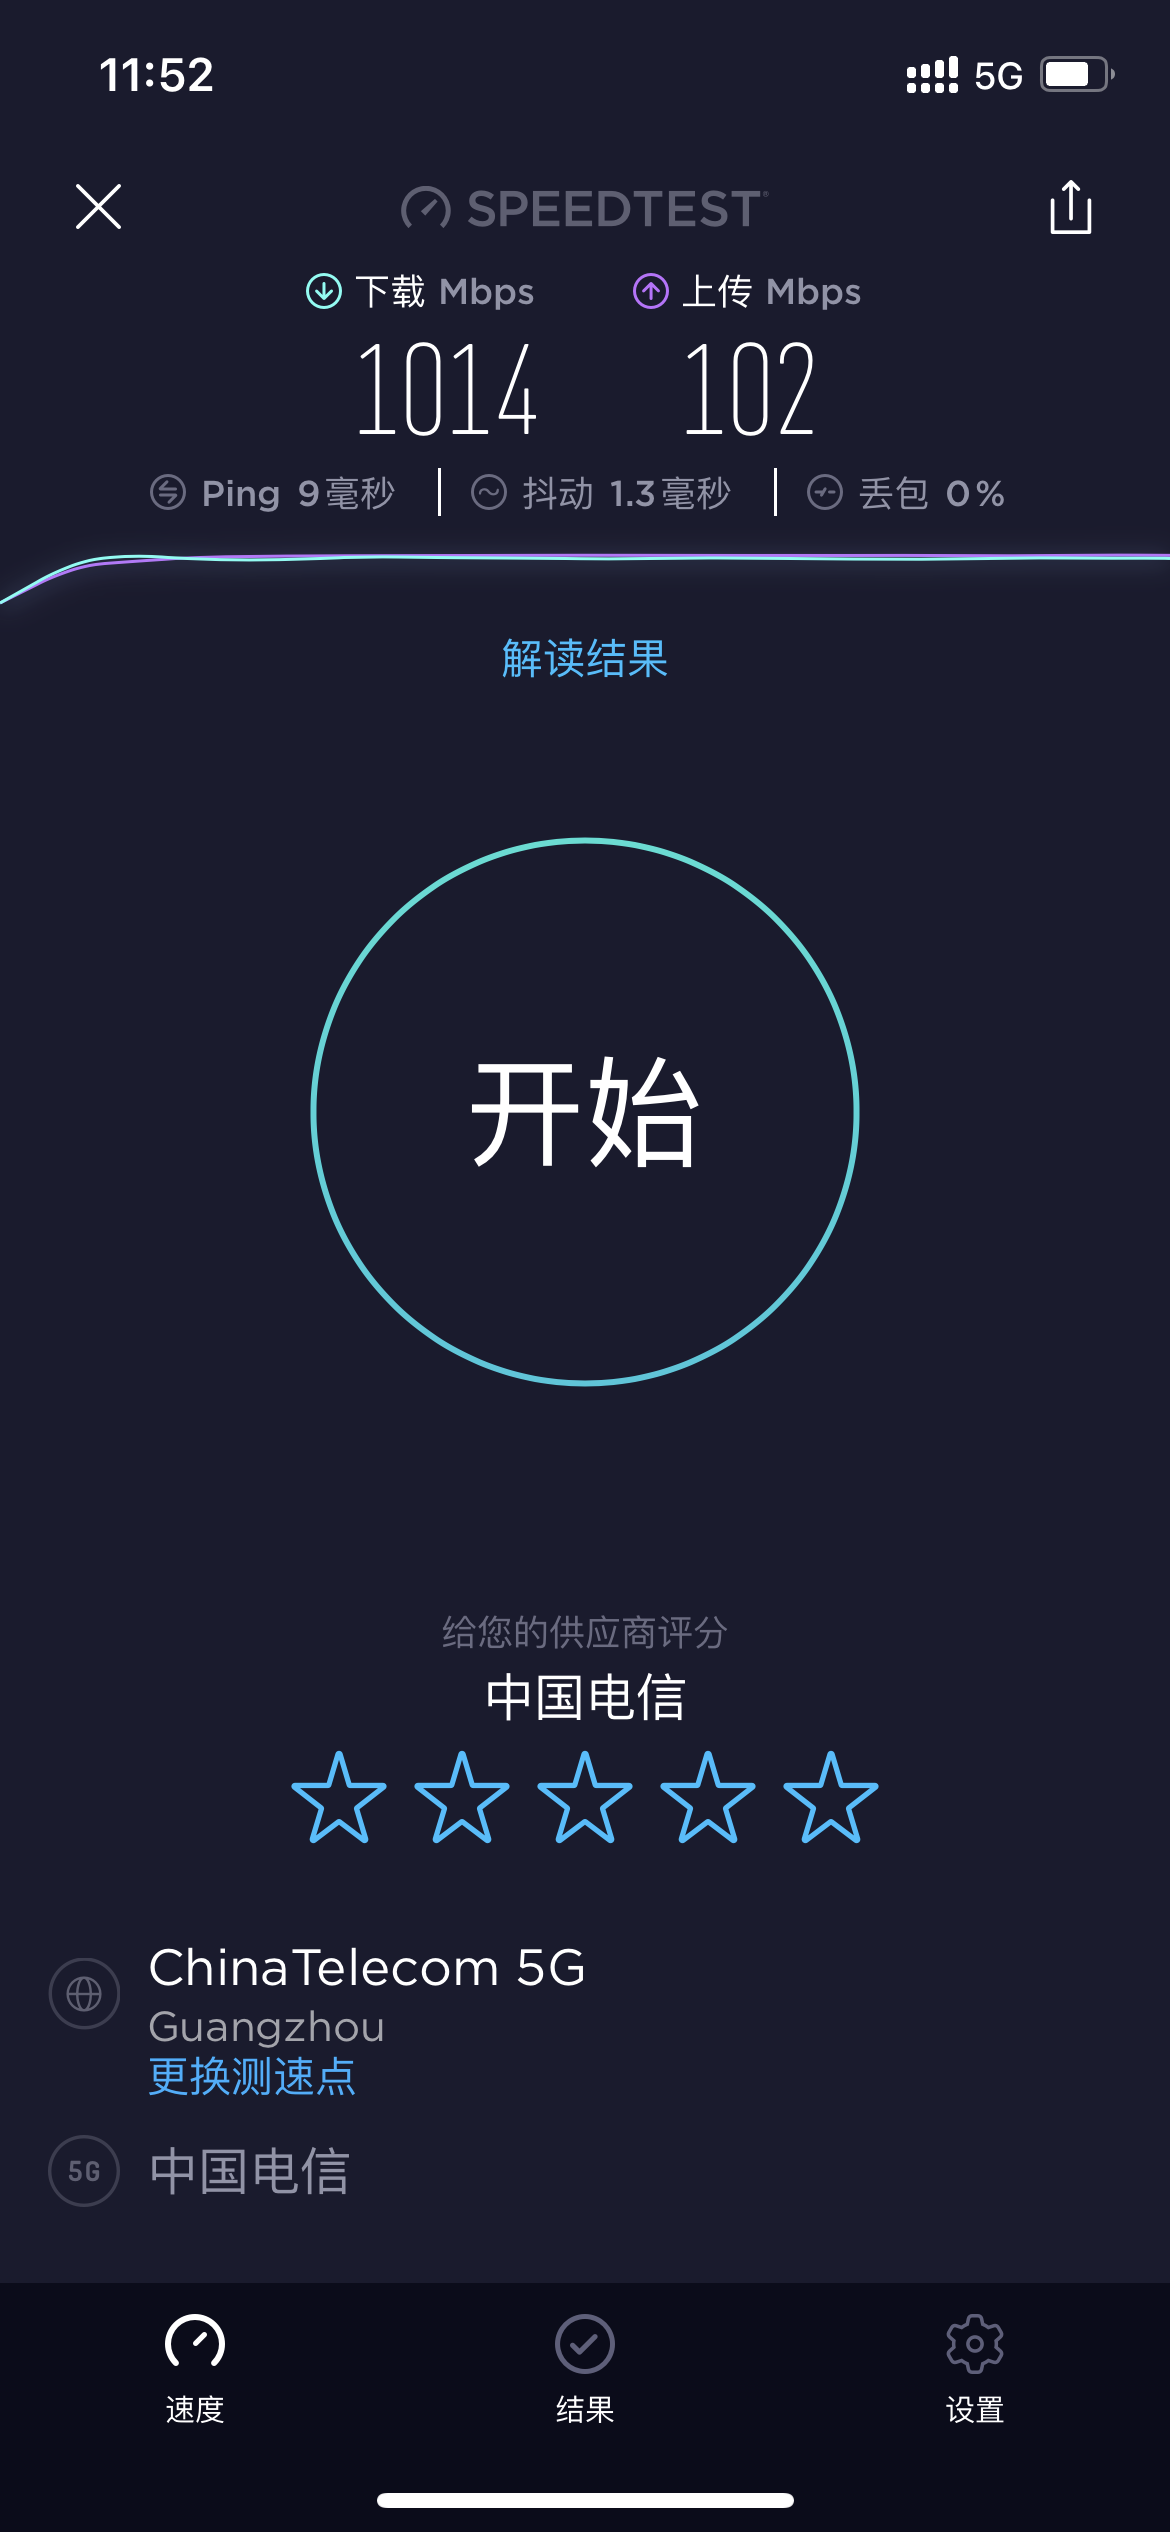 11:52 5G
SPEEDTEST
下载 Mbps 上传 Mbps
1014 102
Ping 9毫秒 抖动 1.3毫秒 丢包 0%
解读结果
开始
给您的供应商评分
中国电信
ChinaTelecom 5G
Guangzhou
更换测速点
5G 中国电信
速度 结果 设置